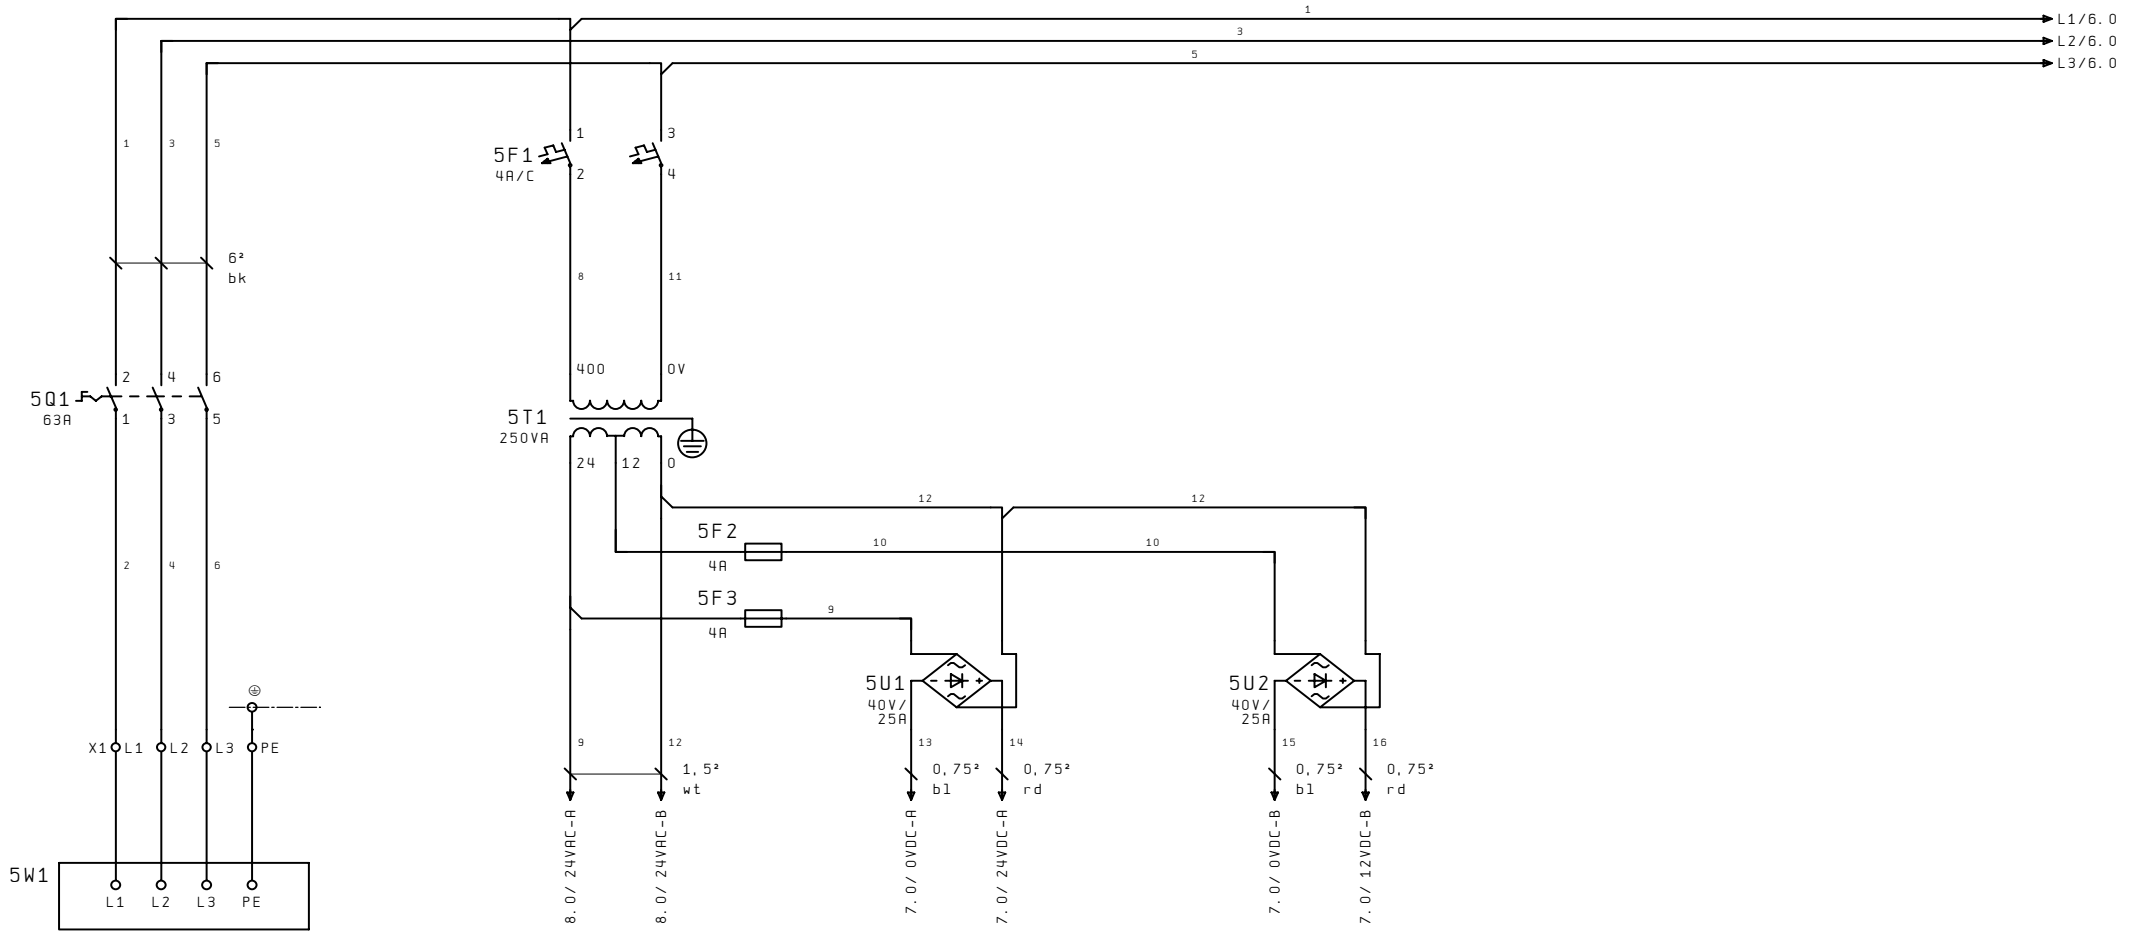 1
L1/6.0
3
L2/6.0
5
L3/6.0
1
3
5
5F1
4A/C
1
2
3
4
6²
bk
8
11
5Q1
63A
2
4
6
1
3
5
400
0V
5T1
250VA
24
12
0
12
12
5F2
4A
10
10
2
4
6
5F3
4A
9
5U1
40V/
25A
-
+
5U2
40V/
25A
-
+
X1
L1
L2
L3
PE
9
12
13
14
15
16
1,5²
wt
0,75²
bl
0,75²
rd
0,75²
bl
0,75²
rd
8.0/ 24VAC-A
8.0/ 24VAC-B
7.0/ 0VDC-A
7.0/ 24VDC-A
7.0/ 0VDC-B
7.0/ 12VDC-B
5W1
L1
L2
L3
PE